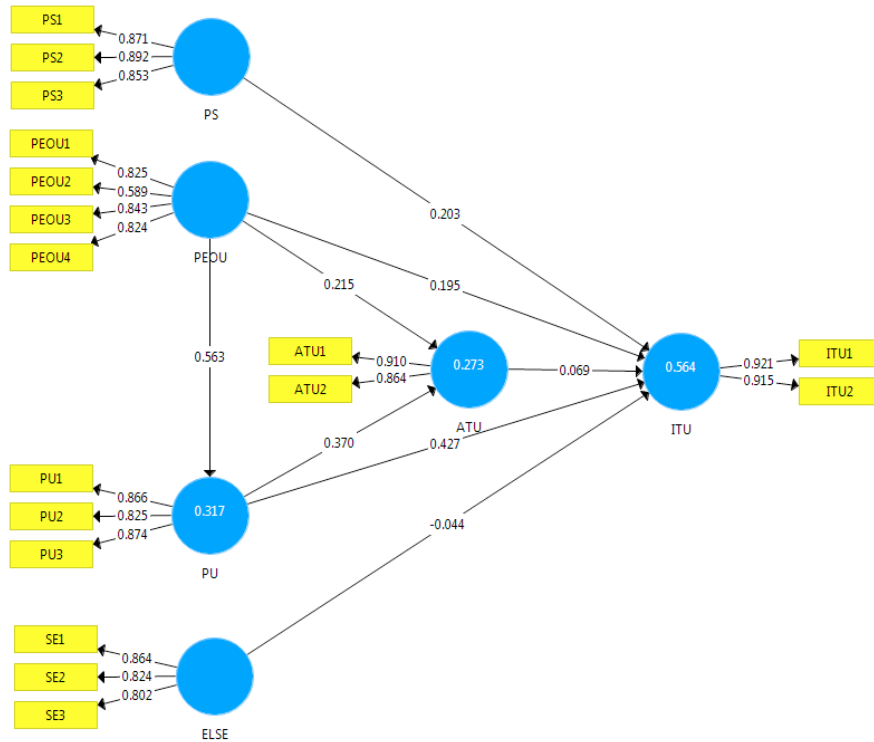 PS1
0.871
PS2
0.892
PS3
0.853
PS
PEOU1
0.825
PEOU2
0.589
PEOU3
0.843
PEOU4
0.824
PEOU
0.203
0.195
0.215
0.563
ATU1
0.910
ATU2
0.864
0.273
ATU
0.069
0.564
ITU
0.921
ITU1
0.915
ITU2
0.370
0.427
PU1
0.866
PU2
0.825
PU3
0.874
0.317
PU
-0.044
SE1
0.864
SE2
0.824
SE3
0.802
ELSE